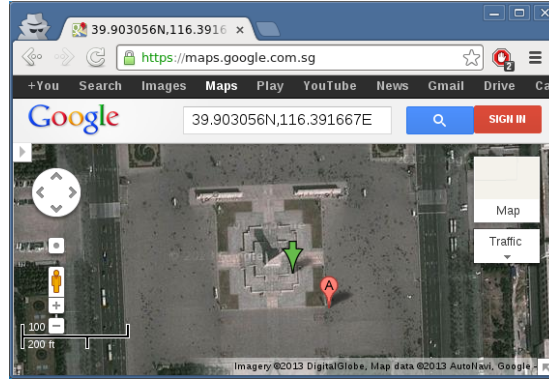 39.903056N,116.3916
https://maps.google.com.sg
2
+You Search Images Maps Play YouTube News Gmail Drive Ca
Google 39.903056N,116.391667E SIGN IN
Map
Traffic
A
100
200 ft
Imagery ©2013 DigitalGlobe, Map data ©2013 AutoNavi, Google -